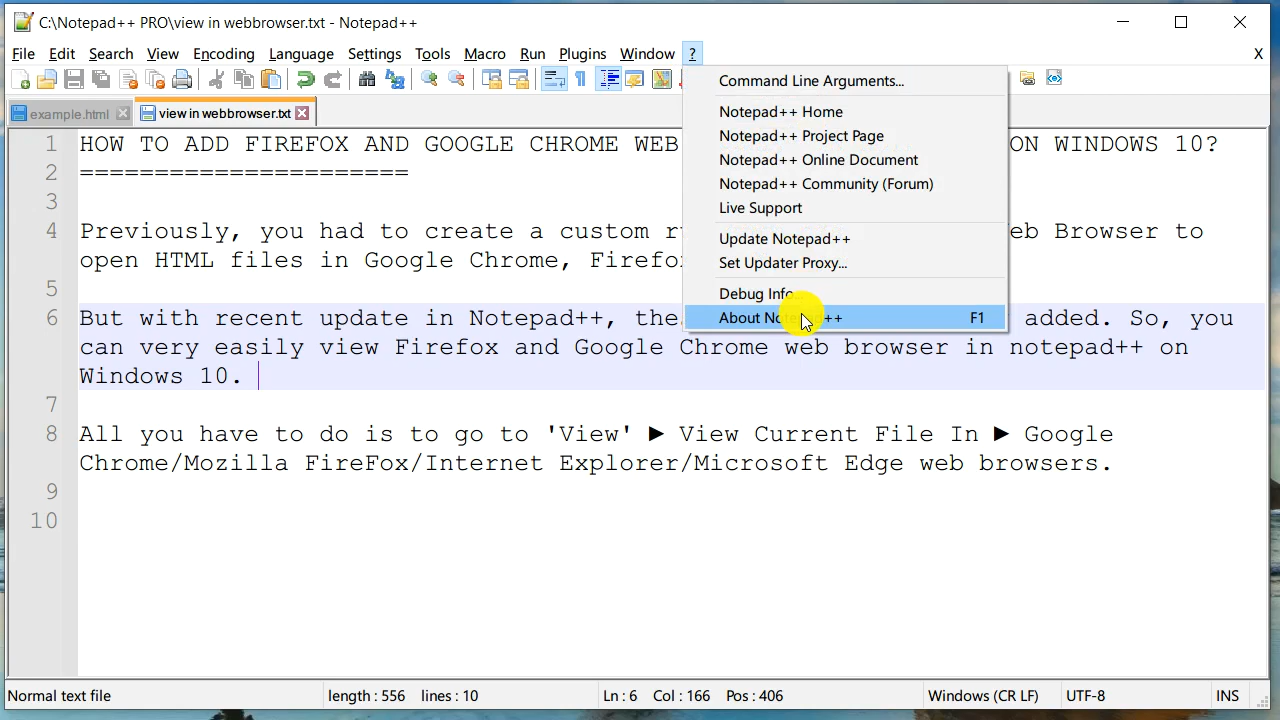 C:\Notepad++ PRO\view in webbrowser.txt - Notepad++
File Edit Search View Encoding Language Settings Tools Macro Run Plugins Window ? X
example.html view in webbrowser.txt
Command Line Arguments...
Notepad++ Home
Notepad++ Project Page
Notepad++ Online Document
Notepad++ Community (Forum)
Live Support
Update Notepad++
Set Updater Proxy...
Debug Info...
About Notepad++ F1
1 HOW TO ADD FIREFOX AND GOOGLE CHROME WEB ON WINDOWS 10?
2 ======================
3
4 Previously, you had to create a custom eb Browser to
open HTML files in Google Chrome,
5
6 But with recent update in Notepad++, added. So, you
can very easily view Firefox and Google Chrome web browser in notepad++ on
Windows 10.
7
8 All you have to do is to go to 'View' ► View Current File In ► Google
Chrome/Mozilla FireFox/Internet Explorer/Microsoft Edge web browsers.
9
10
Normal text file length : 556 lines : 10 Ln : 6 Col : 166 Pos : 406 Windows (CR LF) UTF-8 INS